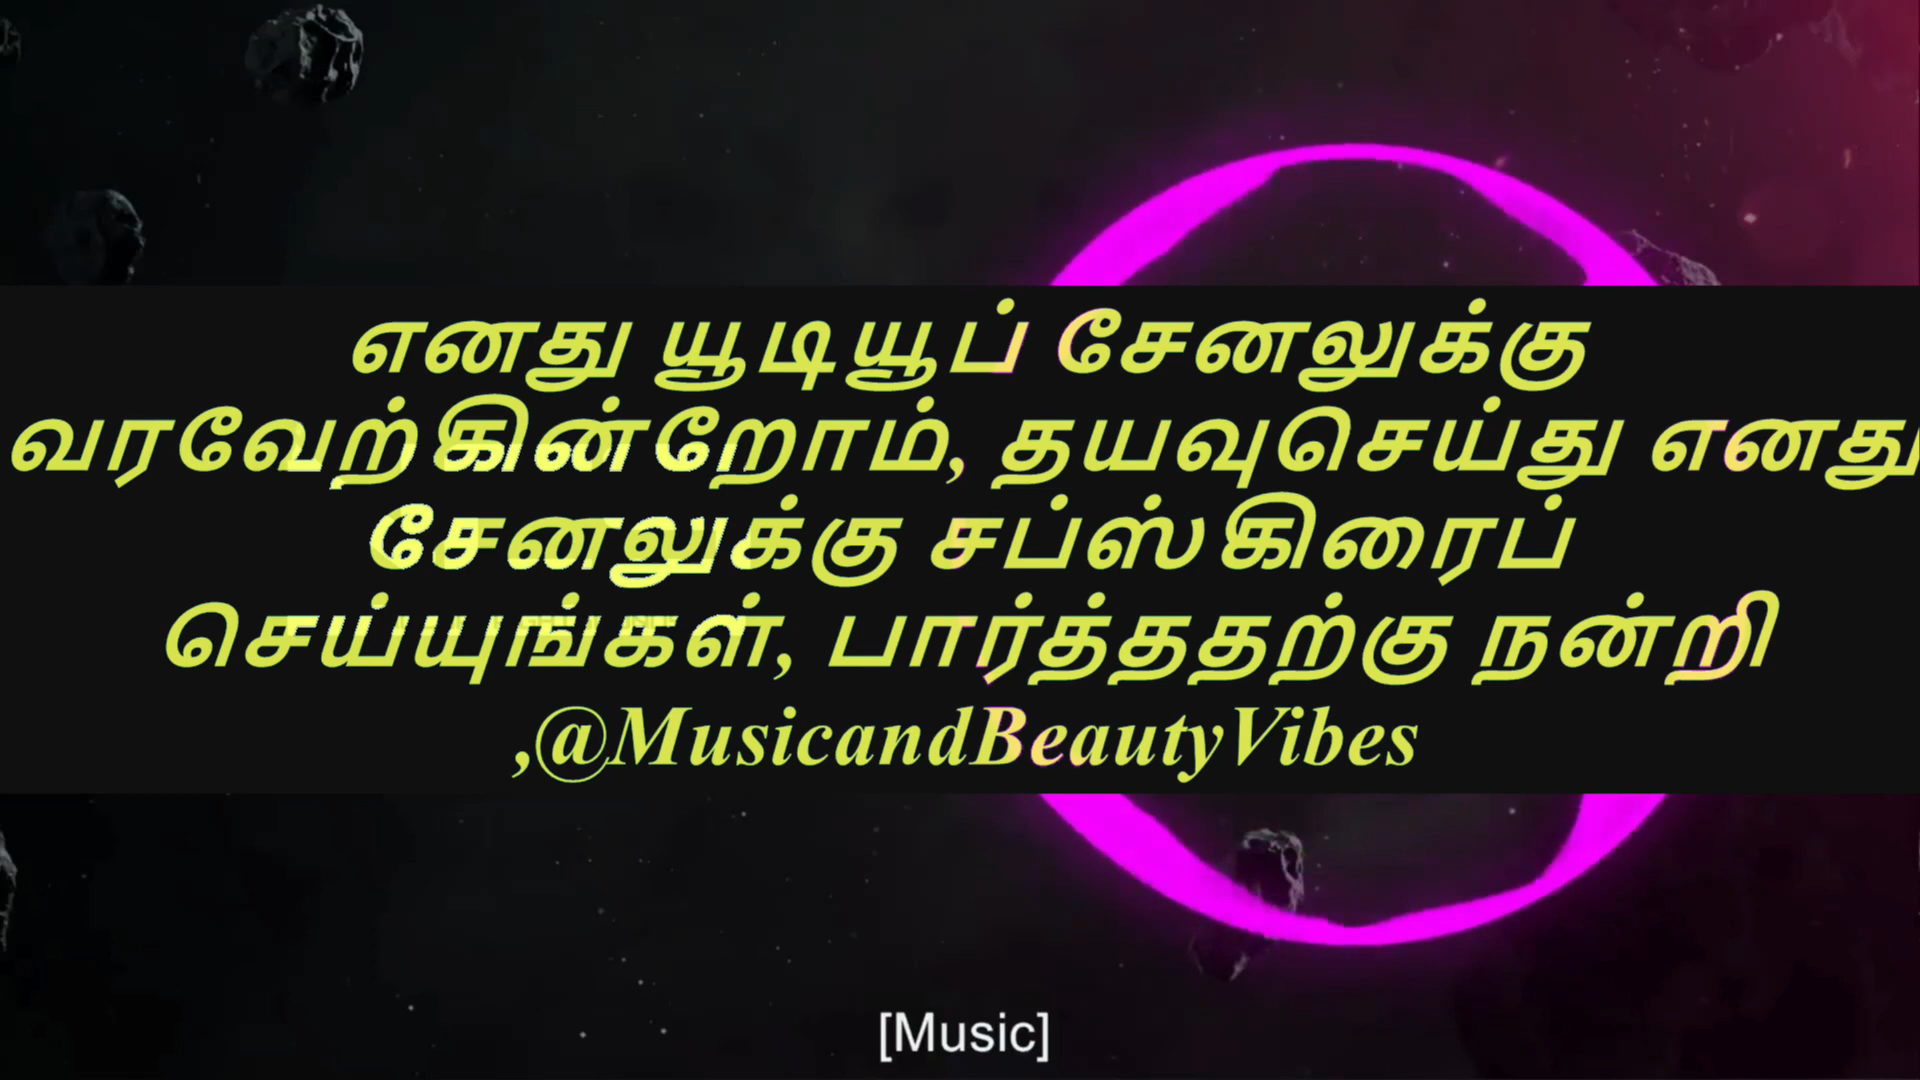 எனது யூடியூப் சேனலுக்கு
வரவேற்கின்றோம், தயவுசெய்து எனது
சேனலுக்கு சப்ஸ்கிரைப்
செய்யுங்கள், பார்த்ததற்கு நன்றி
,@MusicandBeautyVibes
[Music]